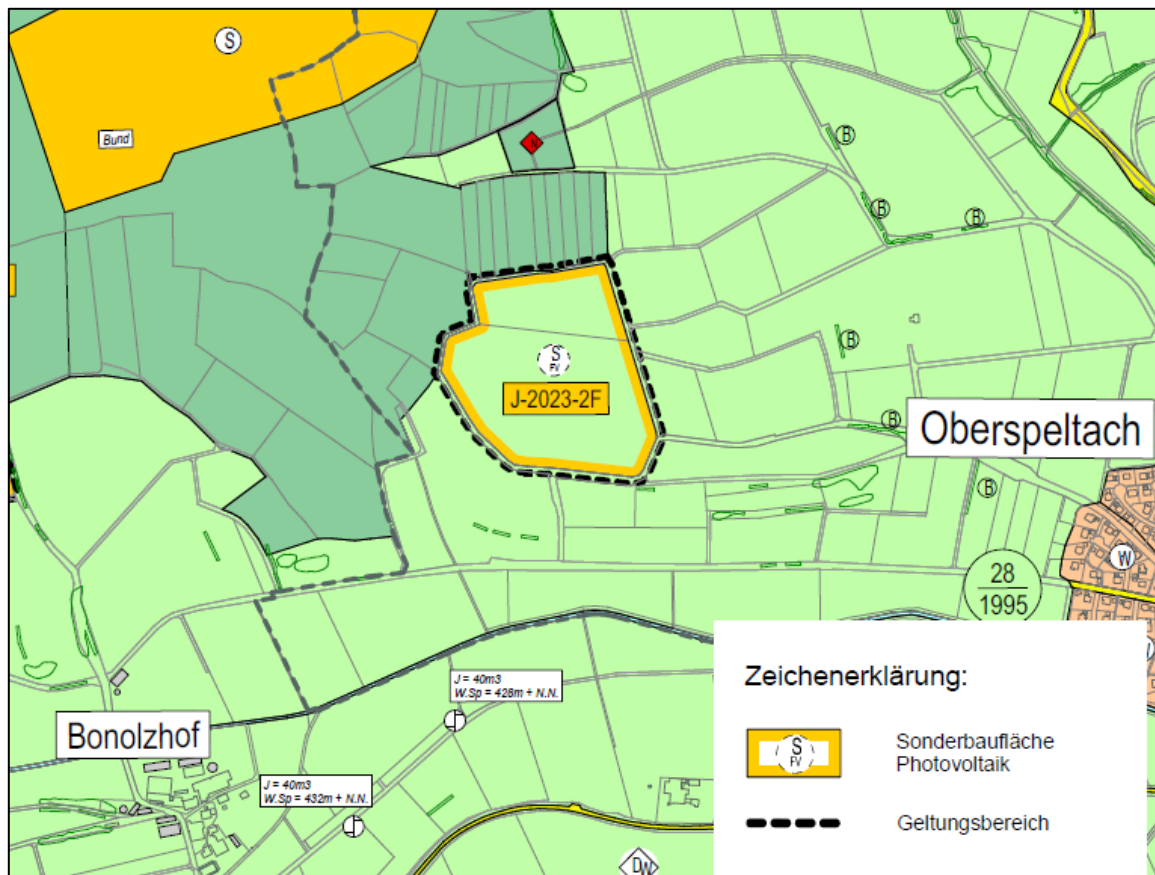 S
Bund
N
B
B
B
B
S
FV
J-2023-2F
B
Oberspeltach
B
W
28
1995
J = 40m3
W.Sp = 428m + N.N.
Bonolzhof
J = 40m3
W.Sp = 432m + N.N.
DW
Zeichenerklärung:
S
FV
Sonderbaufläche
Photovoltaik
Geltungsbereich